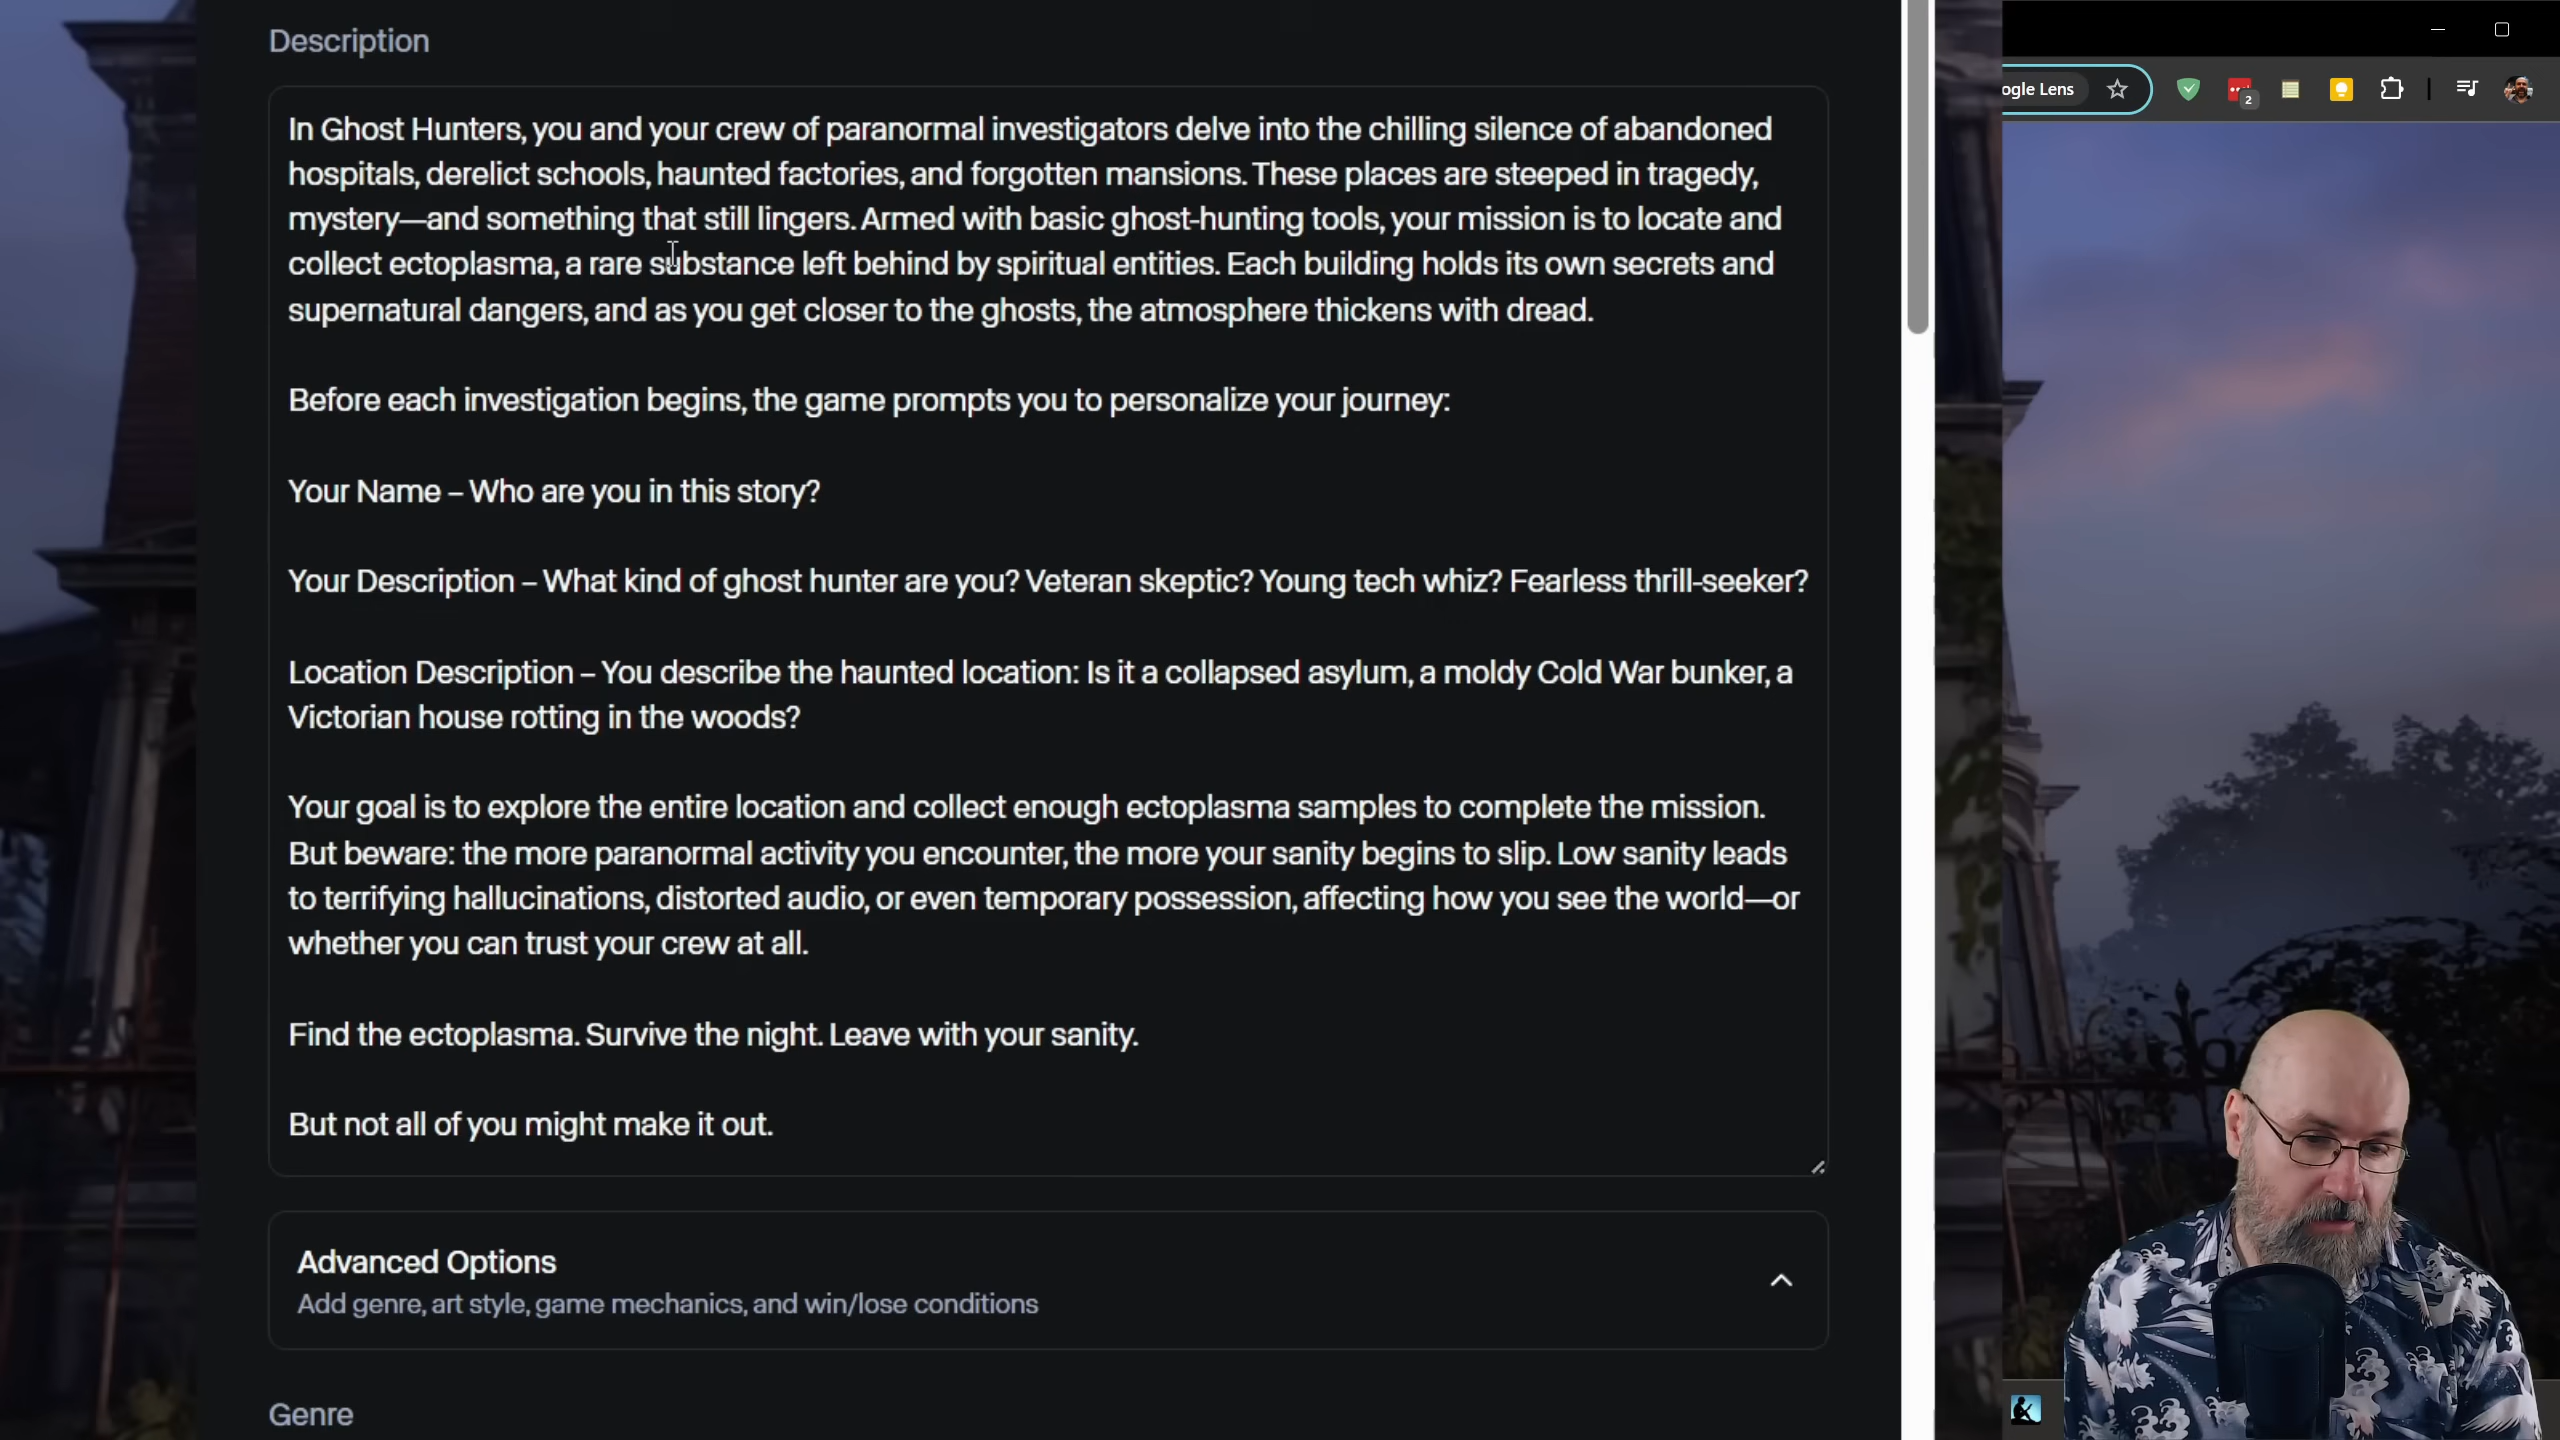 Description
In Ghost Hunters, you and your crew of paranormal investigators delve into the chilling silence of abandoned
hospitals, derelict schools, haunted factories, and forgotten mansions. These places are steeped in tragedy,
mystery—and something that still lingers. Armed with basic ghost-hunting tools, your mission is to locate and
collect ectoplasma, a rare substance left behind by spiritual entities. Each building holds its own secrets and
supernatural dangers, and as you get closer to the ghosts, the atmosphere thickens with dread.
Before each investigation begins, the game prompts you to personalize your journey:
Your Name – Who are you in this story?
Your Description – What kind of ghost hunter are you? Veteran skeptic? Young tech whiz? Fearless thrill-seeker?
Location Description – You describe the haunted location: Is it a collapsed asylum, a moldy Cold War bunker, a
Victorian house rotting in the woods?
Your goal is to explore the entire location and collect enough ectoplasma samples to complete the mission.
But beware: the more paranormal activity you encounter, the more your sanity begins to slip. Low sanity leads
to terrifying hallucinations, distorted audio, or even temporary possession, affecting how you see the world—or
whether you can trust your crew at all.
Find the ectoplasma. Survive the night. Leave with your sanity.
But not all of you might make it out.
Advanced Options
Add genre, art style, game mechanics, and win/lose conditions
Genre
ogle Lens
2